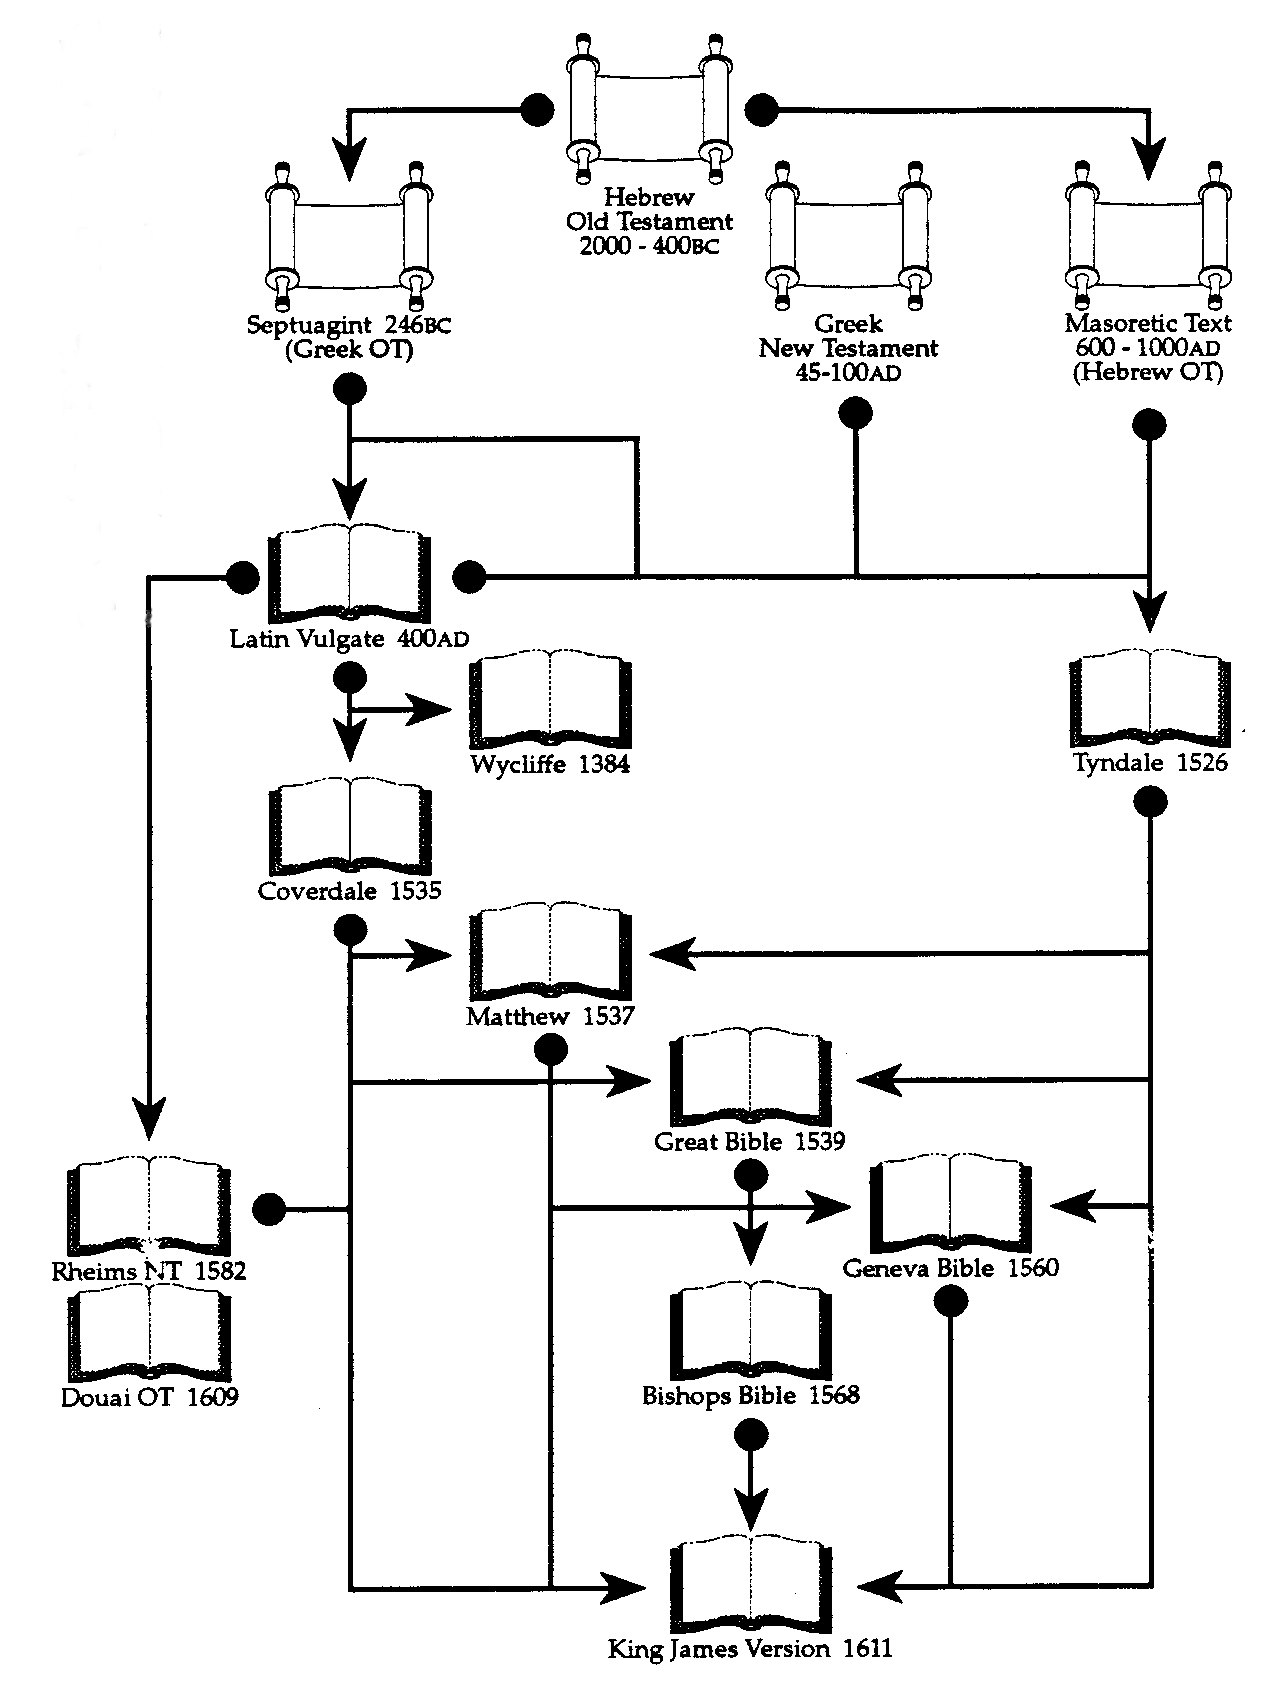 Hebrew
Old Testament
2000 - 400BC
Septuagint 246BC
(Greek OT)
Greek
New Testament
45-100AD
Masoretic Text
600 - 1000AD
(Hebrew OT)
Latin Vulgate 400AD
Wycliffe 1384
Tyndale 1526
Coverdale 1535
Matthew 1537
Great Bible 1539
Rheims NT 1582
Geneva Bible 1560
Douai OT 1609
Bishops Bible 1568
King James Version 1611